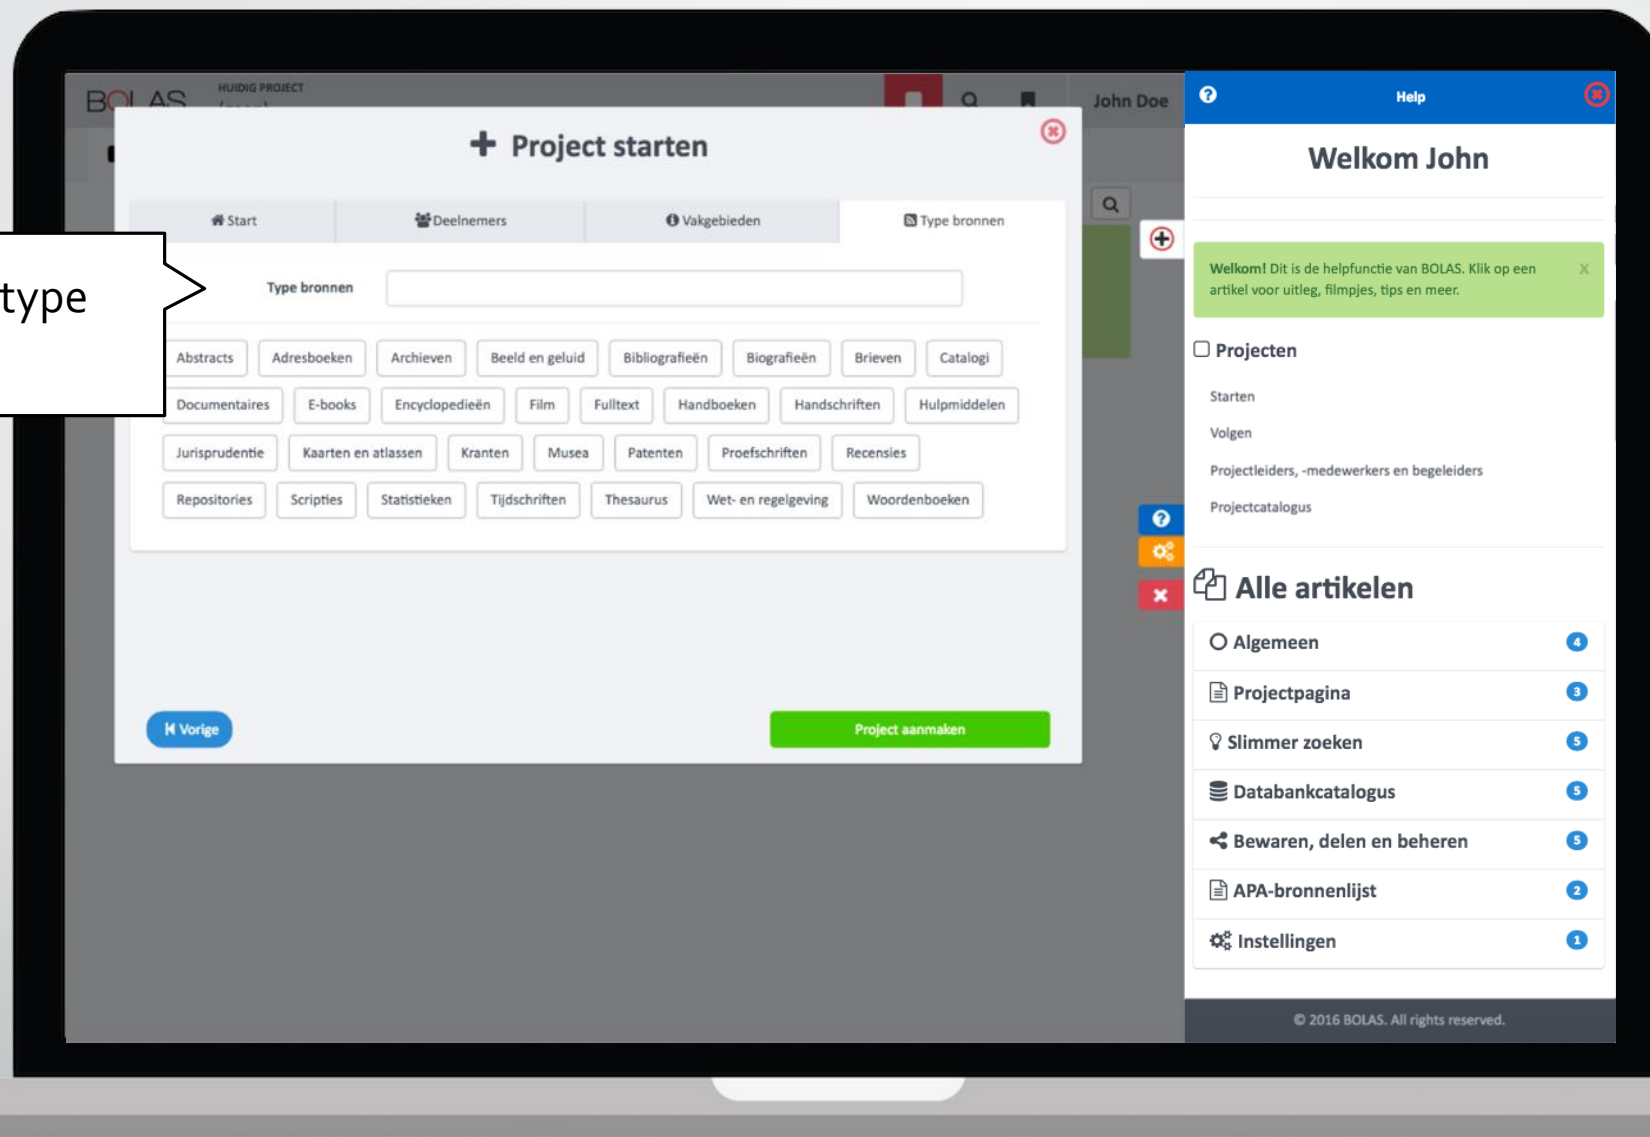 BOLAS
HUIDIG PROJECT
John Doe
Project starten
Start
Deelnemers
Vakgebieden
Type bronnen
type
Type bronnen
Abstracts
Adresboeken
Archieven
Beeld en geluid
Bibliografieën
Biografieën
Brieven
Catalogi
Documentaires
E-books
Encyclopedieën
Film
Fulltext
Handboeken
Handschriften
Hulpmiddelen
Jurisprudentie
Kaarten en atlassen
Kranten
Musea
Patenten
Proefschriften
Recensies
Repositories
Scripties
Statistieken
Tijdschriften
Thesaurus
Wet- en regelgeving
Woordenboeken
Vorige
Project aanmaken
Help
Welkom John
Welkom! Dit is de helpfunctie van BOLAS. Klik op een
artikel voor uitleg, filmpjes, tips en meer.
X
Projecten
Starten
Volgen
Projectleiders, -medewerkers en begeleiders
Projectcatalogus
Alle artikelen
Algemeen 4
Projectpagina 3
Slimmer zoeken 5
Databankcatalogus 5
Bewaren, delen en beheren 5
APA-bronnenlijst 2
Instellingen 1
© 2016 BOLAS. All rights reserved.